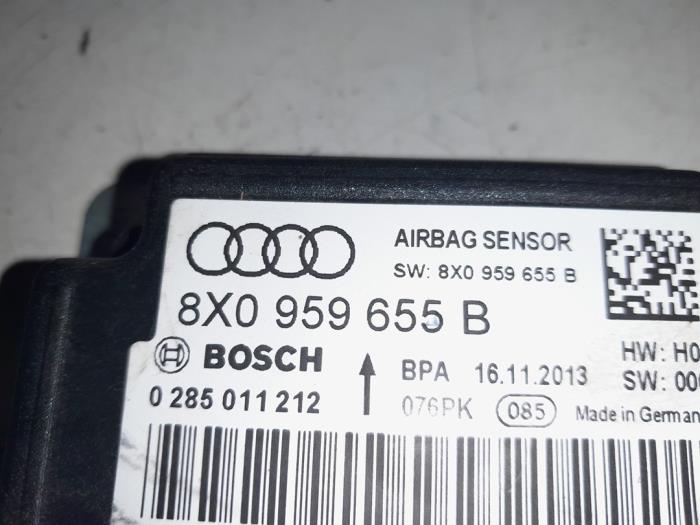 AIRBAG SENSOR
SW: 8X0 959 655 B
8X0 959 655 B
BOSCH
0 285 011 212
BPA 16.11.2013
076PK 085
HW: H0
SW: 00
Made in German